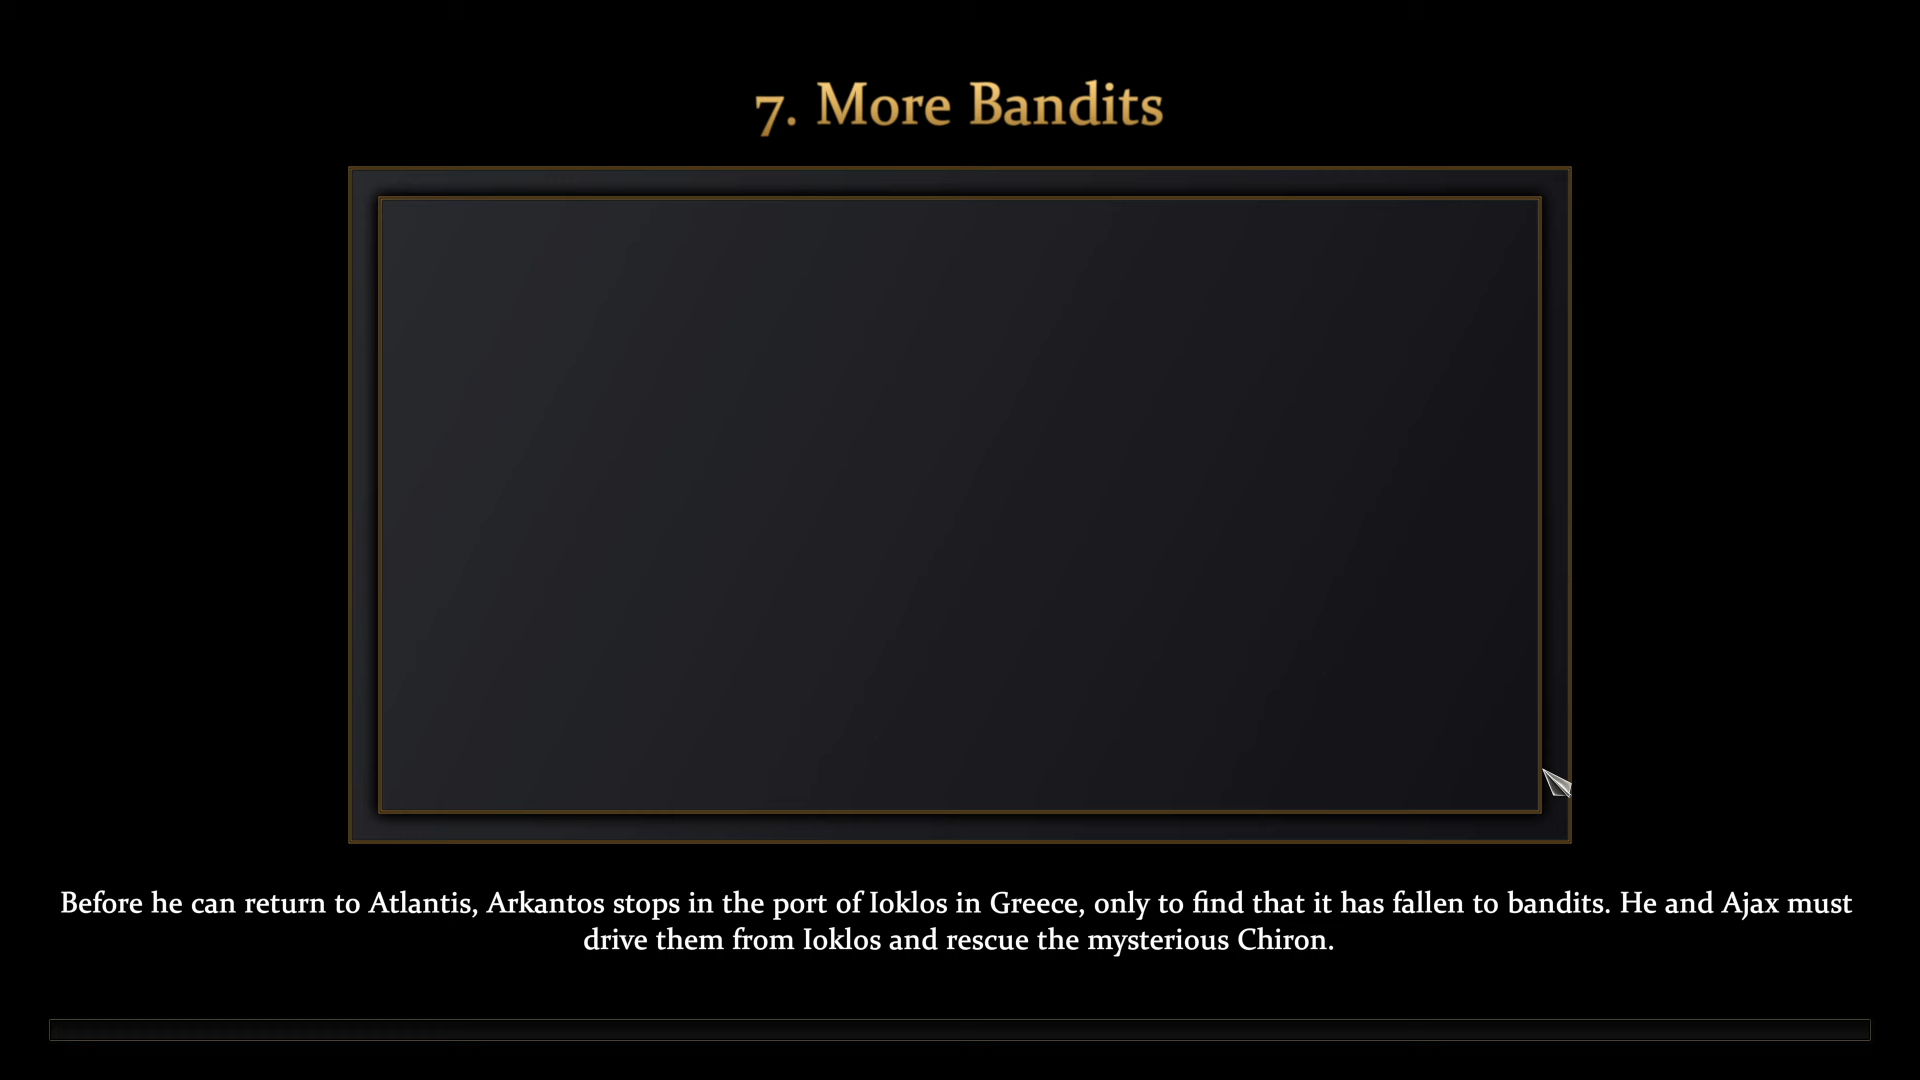 7. More Bandits
Before he can return to Atlantis, Arkantos stops in the port of Ioklos in Greece, only to find that it has fallen to bandits. He and Ajax must
drive them from Ioklos and rescue the mysterious Chiron.